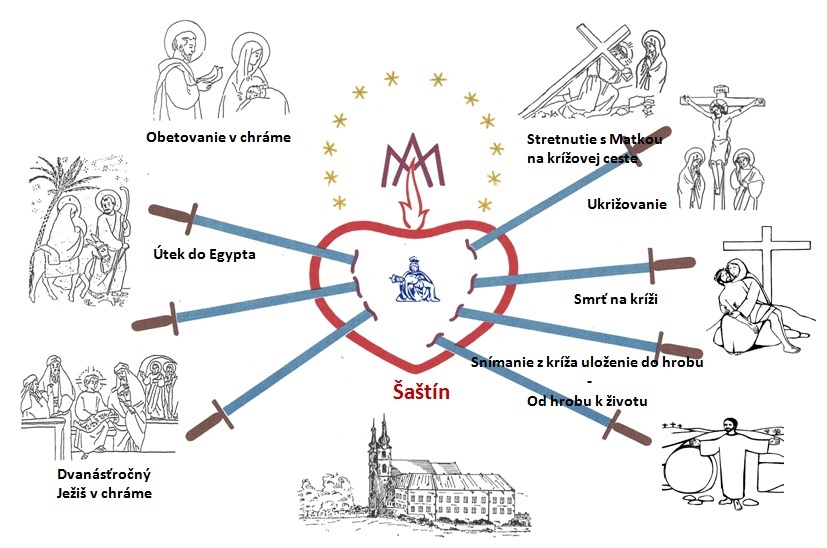 Obetovanie v chráme
Stretnutie s Matkou
na krížovej ceste
Ukrižovanie
Útek do Egypta
Smrť na kríži
Snímanie z kríža uloženie do hrobu
-
Od hrobu k životu
Šaštín
Dvanásťročný
Ježiš v chráme